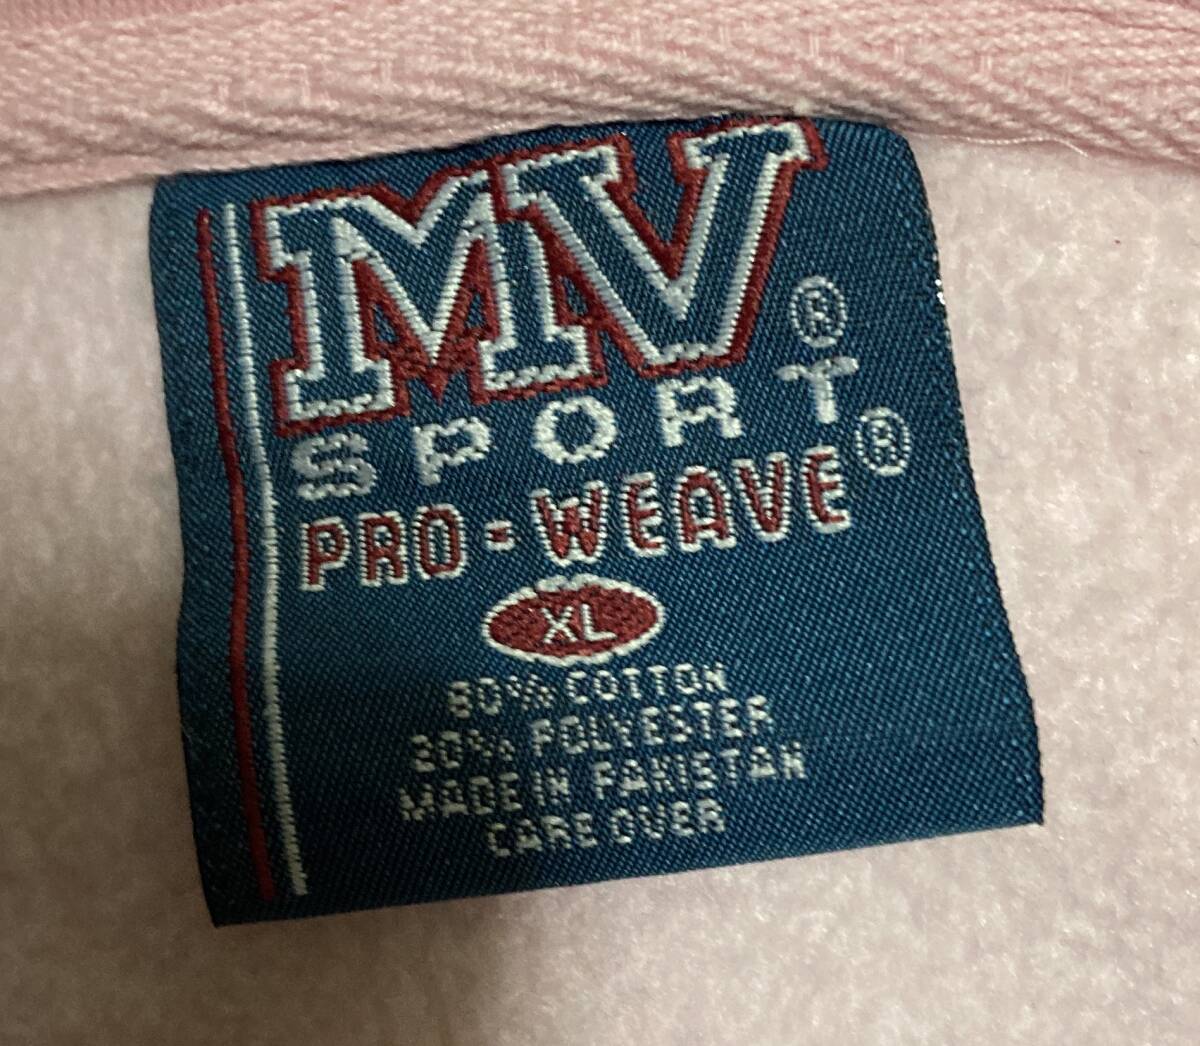 MV®
SPORT
PRO-WEAVE®
XL
80% COTTON
20% POLYESTER
MADE IN PAKISTAN
CARE OVER